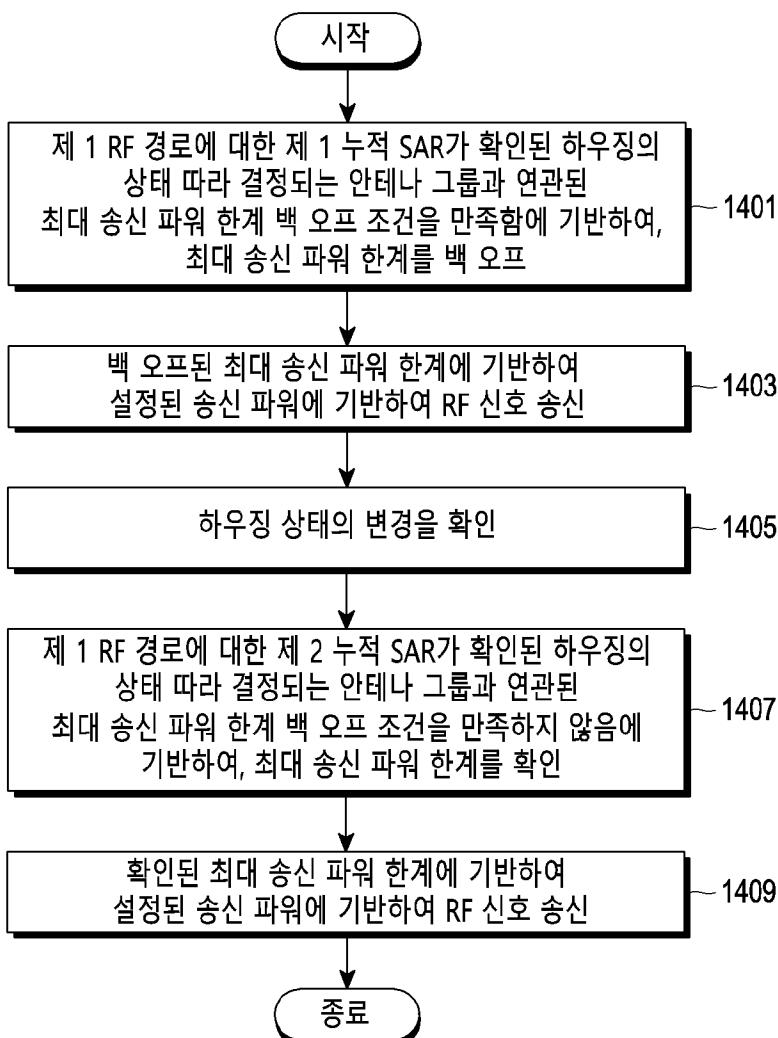 시작
제 1 RF 경로에 대한 제 1 누적 SAR가 확인된 하우징의
상태 따라 결정되는 안테나 그룹과 연관된
최대 송신 파워 한계 백 오프 조건을 만족함에 기반하여,
최대 송신 파워 한계를 백 오프
1401
백 오프된 최대 송신 파워 한계에 기반하여
설정된 송신 파워에 기반하여 RF 신호 송신
1403
하우징 상태의 변경을 확인
1405
제 1 RF 경로에 대한 제 2 누적 SAR가 확인된 하우징의
상태 따라 결정되는 안테나 그룹과 연관된
최대 송신 파워 한계 백 오프 조건을 만족하지 않음에
기반하여, 최대 송신 파워 한계를 확인
1407
확인된 최대 송신 파워 한계에 기반하여
설정된 송신 파워에 기반하여 RF 신호 송신
1409
종료